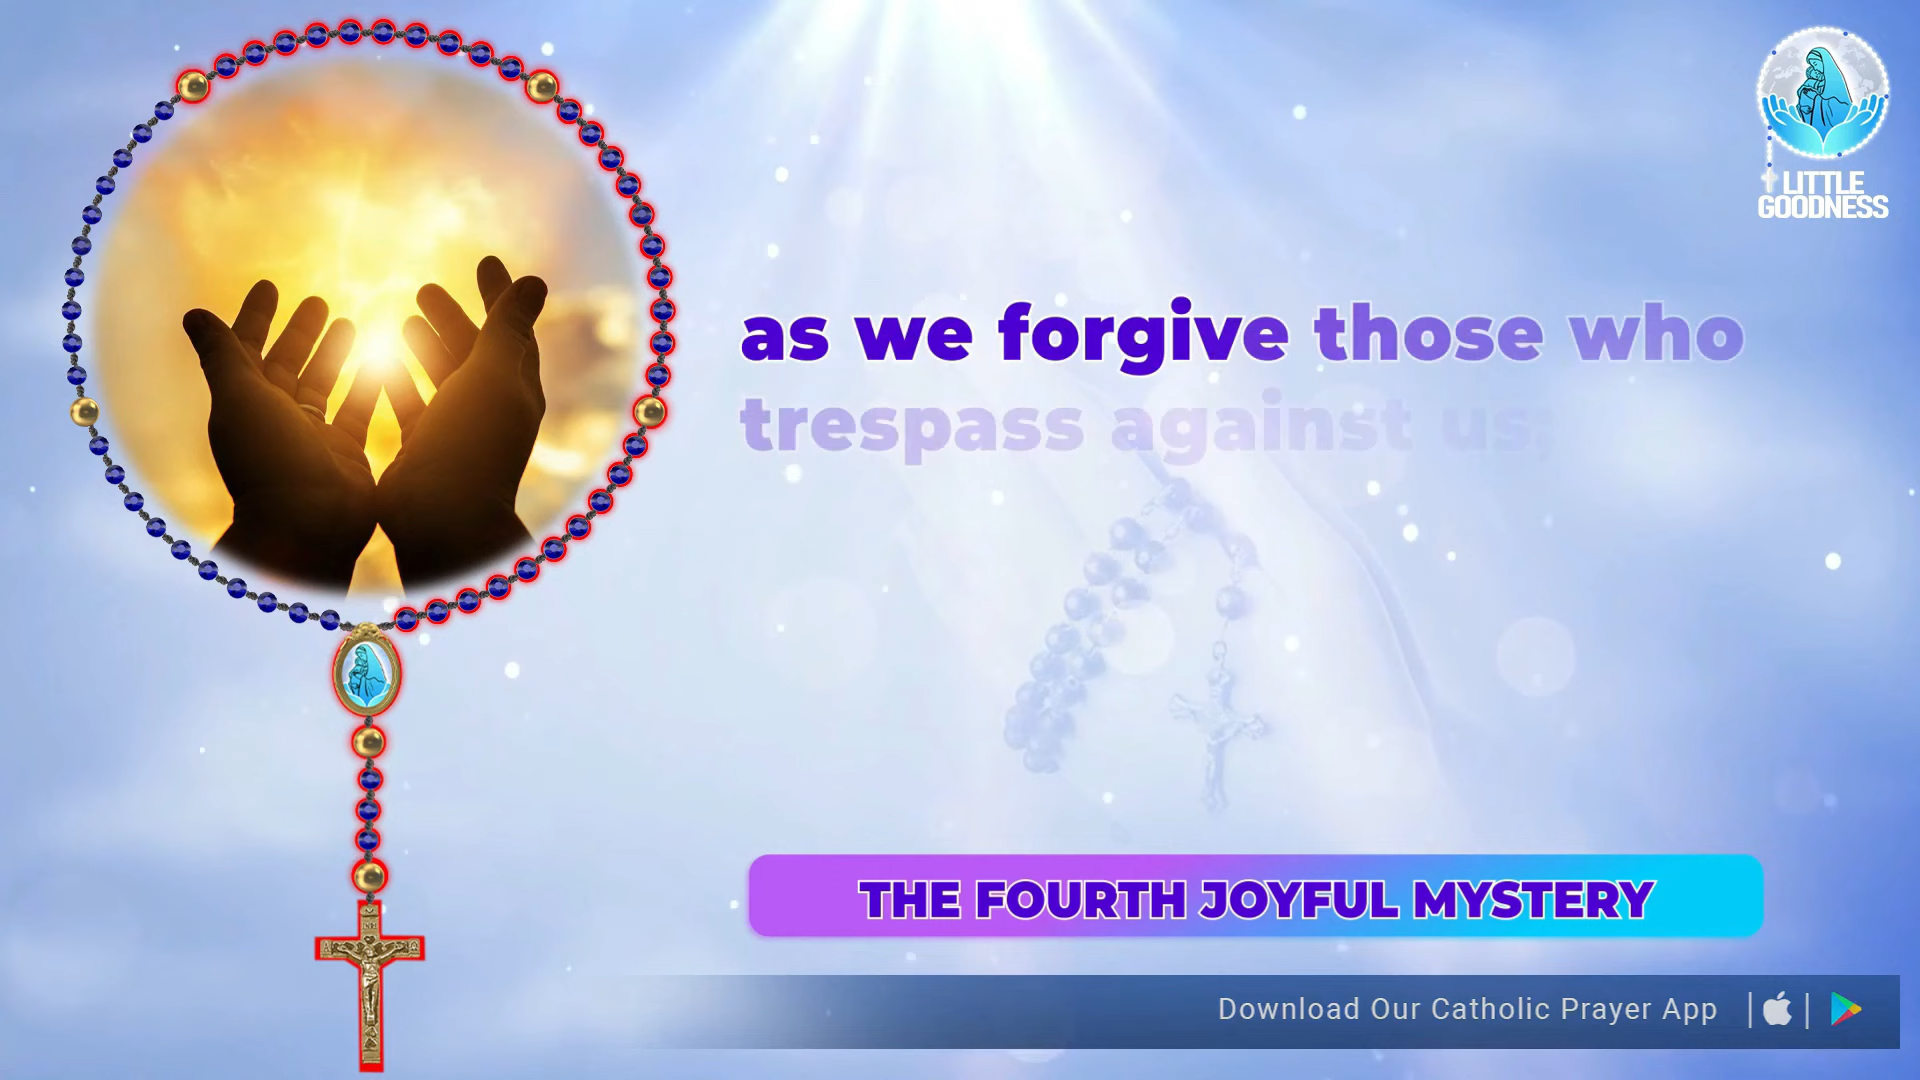 LITTLE
GOODNESS
as we forgive those who
trespass against us;
THE FOURTH JOYFUL MYSTERY
Download Our Catholic Prayer App